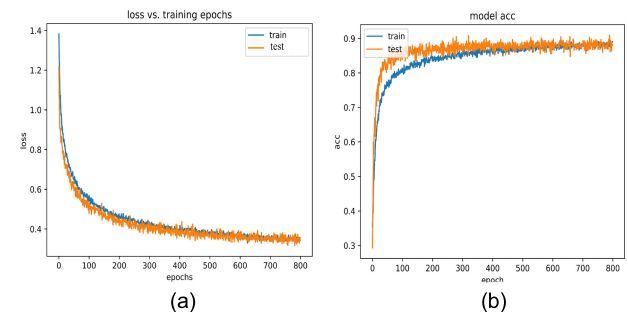 loss vs. training epochs
train
test
1.4
1.2
1.0
0.8
0.6
0.4
loss
0 100 200 300 400 500 600 700 800
epochs
(a)
model acc
train
test
0.9
0.8
0.7
0.6
0.5
0.4
0.3
acc
0 100 200 300 400 500 600 700 800
epoch
(b)